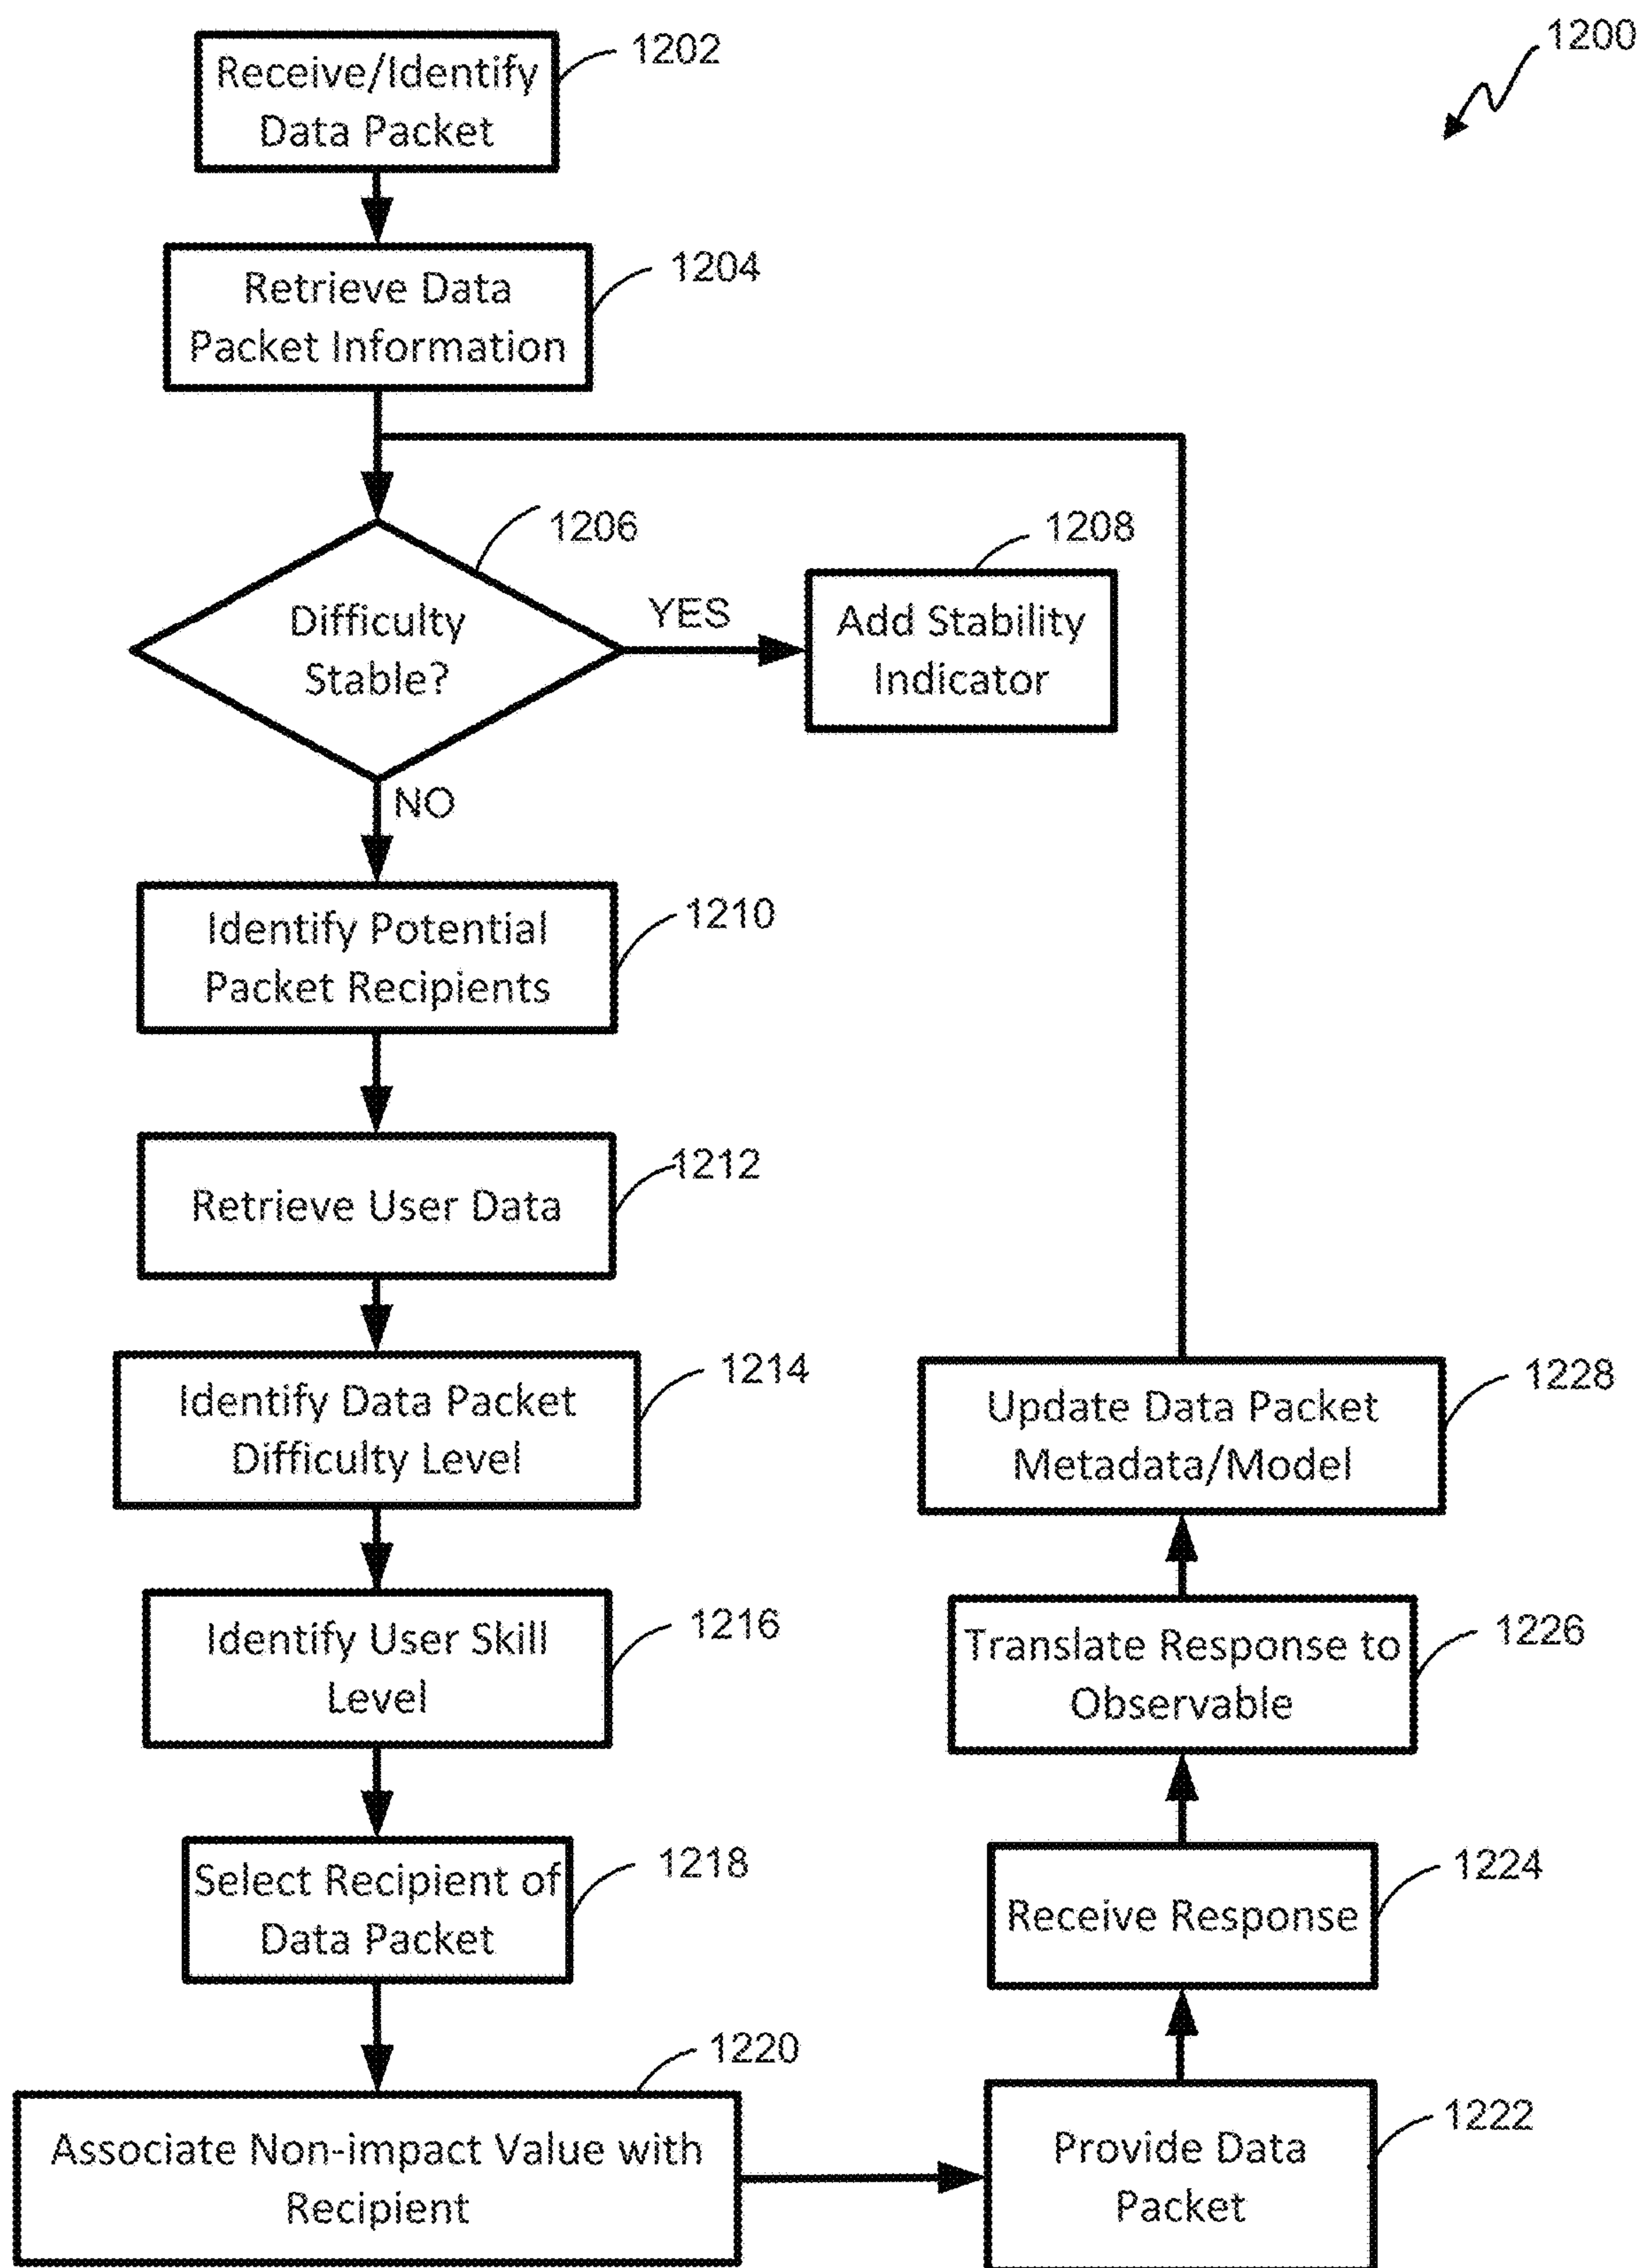 1200
Receive/Identify
Data Packet
1202
Retrieve Data
Packet Information
1204
Difficulty
Stable?
1206
YES
Add Stability
Indicator
1208
NO
Identify Potential
Packet Recipients
1210
Retrieve User Data
1212
Identify Data Packet
Difficulty Level
1214
Identify User Skill
Level
1216
Select Recipient of
Data Packet
1218
Associate Non-impact Value with
Recipient
1220
Provide Data
Packet
1222
Receive Response
1224
Translate Response to
Observable
1226
Update Data Packet
Metadata/Model
1228